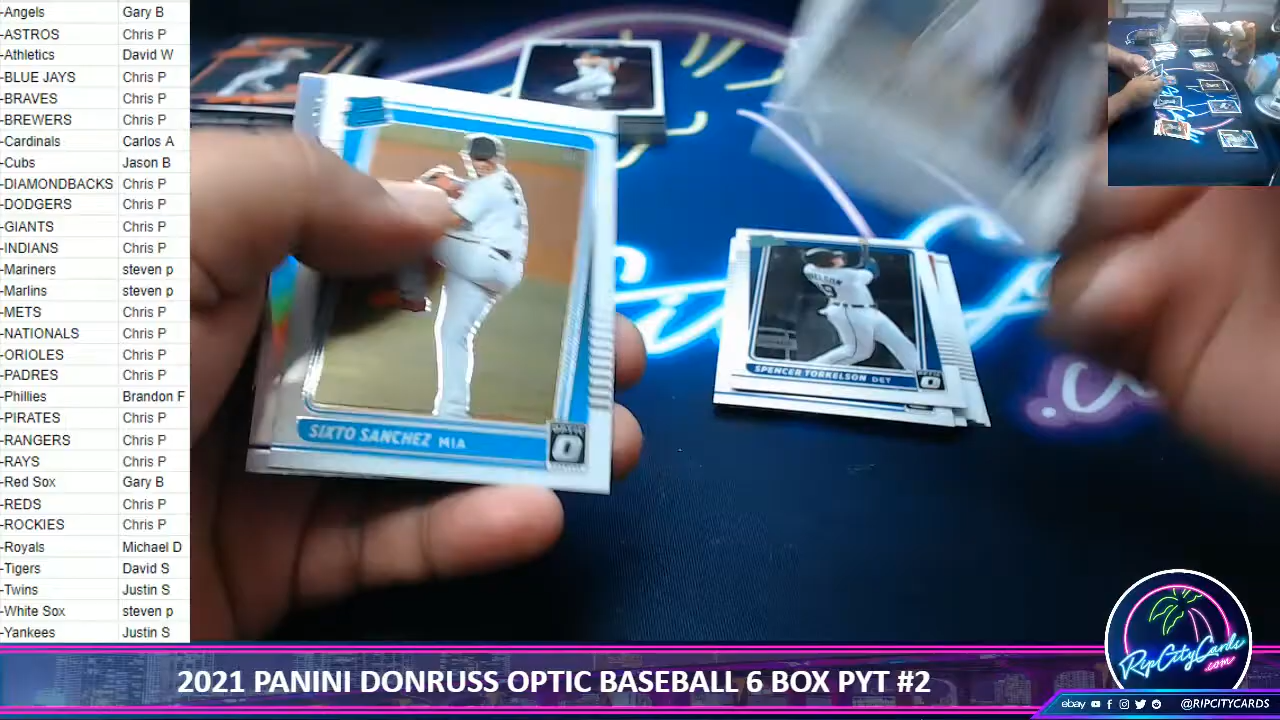 -Angels Gary B
-ASTROS Chris P
-Athletics David W
-BLUE JAYS Chris P
-BRAVES Chris P
-BREWERS Chris P
-Cardinals Carlos A
-Cubs Jason B
-DIAMONDBACKS Chris P
-DODGERS Chris P
-GIANTS Chris P
-INDIANS Chris P
-Mariners steven p
-Marlins steven p
-METS Chris P
-NATIONALS Chris P
-ORIOLES Chris P
-PADRES Chris P
-Phillies Brandon F
-PIRATES Chris P
-RANGERS Chris P
-RAYS Chris P
-Red Sox Gary B
-REDS Chris P
-ROCKIES Chris P
-Royals Michael D
-Tigers David S
-Twins Justin S
-White Sox steven p
-Yankees Justin S
SIXTO SANCHEZ MIA
SPENCER TORKELSON DET
RipCityCards
.com
2021 PANINI DONRUSS OPTIC BASEBALL 6 BOX PYT #2
ebay @RIPCITYCARDS